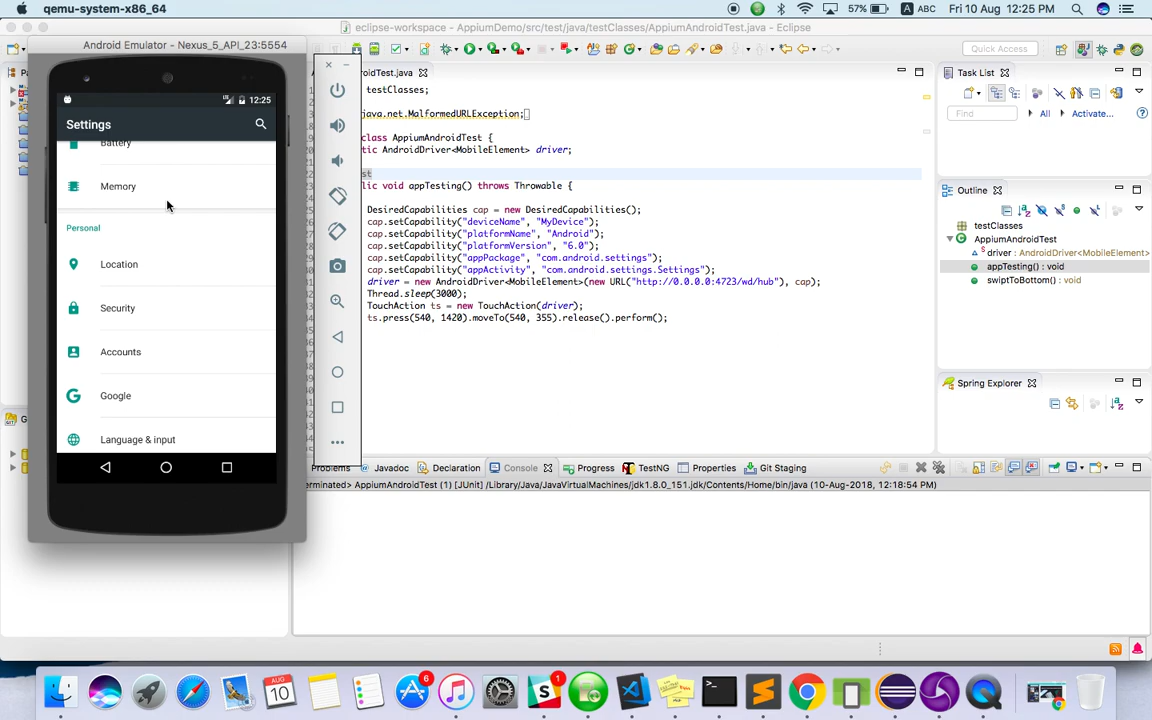 qemu-system-x86_64
57%
A
ABC
Fri 10 Aug 12:25 PM
eclipse-workspace - AppiumDemo/src/test/java/testClasses/AppiumAndroidTest.java - Eclipse
Android Emulator - Nexus_5_API_23:5554
Quick Access
12:25
Settings
Battery
Memory
Personal
Location
Security
Accounts
Google
Language & input
testClasses;
java.net.MalformedURLException;
class AppiumAndroidTest {
tic AndroidDriver<MobileElement> driver;
st
lic void appTesting() throws Throwable {
DesiredCapabilities cap = new DesiredCapabilities();
cap.setCapability("deviceName", "MyDevice");
cap.setCapability("platformName", "Android");
cap.setCapability("platformVersion", "6.0");
cap.setCapability("appPackage", "com.android.settings");
cap.setCapability("appActivity", "com.android.settings.Settings");
driver = new AndroidDriver<MobileElement>(new URL("http://0.0.0.0:4723/wd/hub"), cap);
Thread.sleep(3000);
TouchAction ts = new TouchAction(driver);
ts.press(540, 1420).moveTo(540, 355).release().perform();
Task List
Find
All
Activate...
Outline
testClasses
AppiumAndroidTest
driver : AndroidDriver<MobileElement>
appTesting() : void
swiptToBottom() : void
Spring Explorer
Problems
Javadoc
Declaration
Console
Progress
TestNG
Properties
Git Staging
erminated> AppiumAndroidTest (1) [JUnit] /Library/Java/JavaVirtualMachines/jdk1.8.0_151.jdk/Contents/Home/bin/java (10-Aug-2018, 12:18:54 PM)
AUG
10
6
1